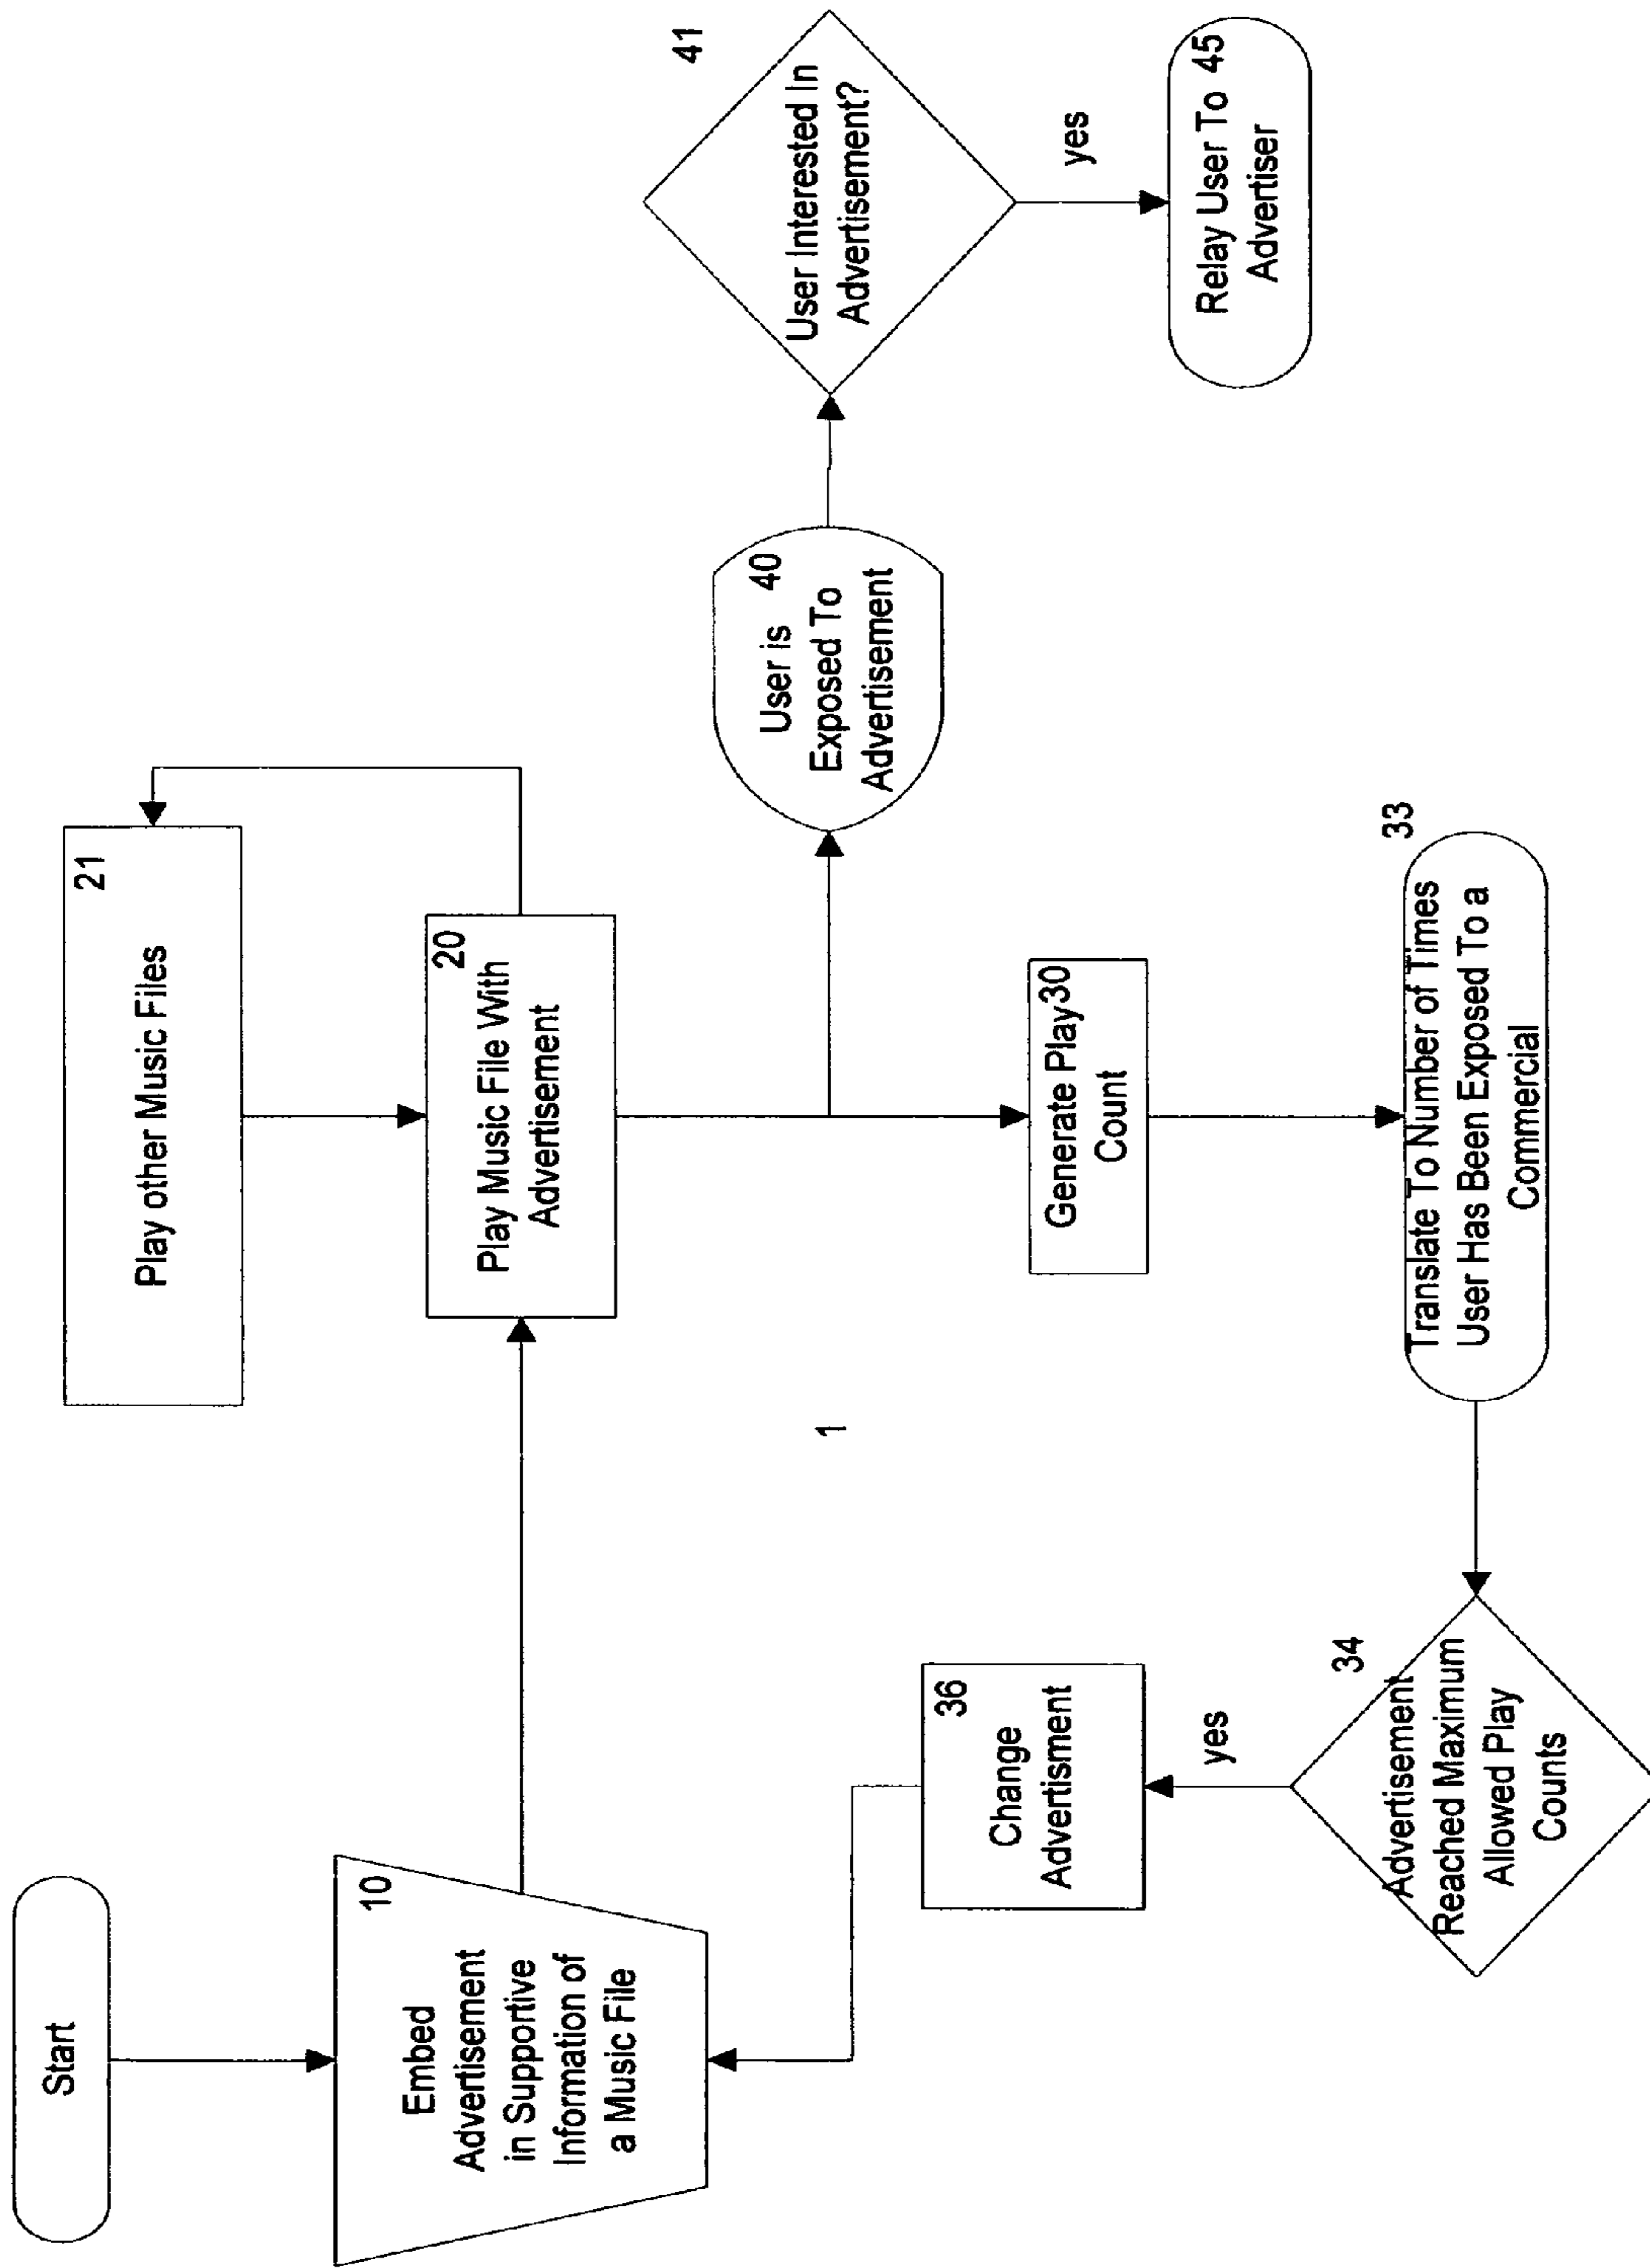 Start
Embed
Advertisement
in Supportive
Information of
a Music File
10
Play other Music Files
21
Play Music With
File
Advertisement
20
1
User is
40
Exposed To
Advertisement
User Interested In
Advertisement?
41
yes
Relay User To 45
Advertiser
Generate Play30
Count
Translate To Number of Times
User Has Been Exposed To a
Commercial
33
Advertisement
Reached Maximum
Allowed Play
Counts
34
yes
Change
Advertisment
36